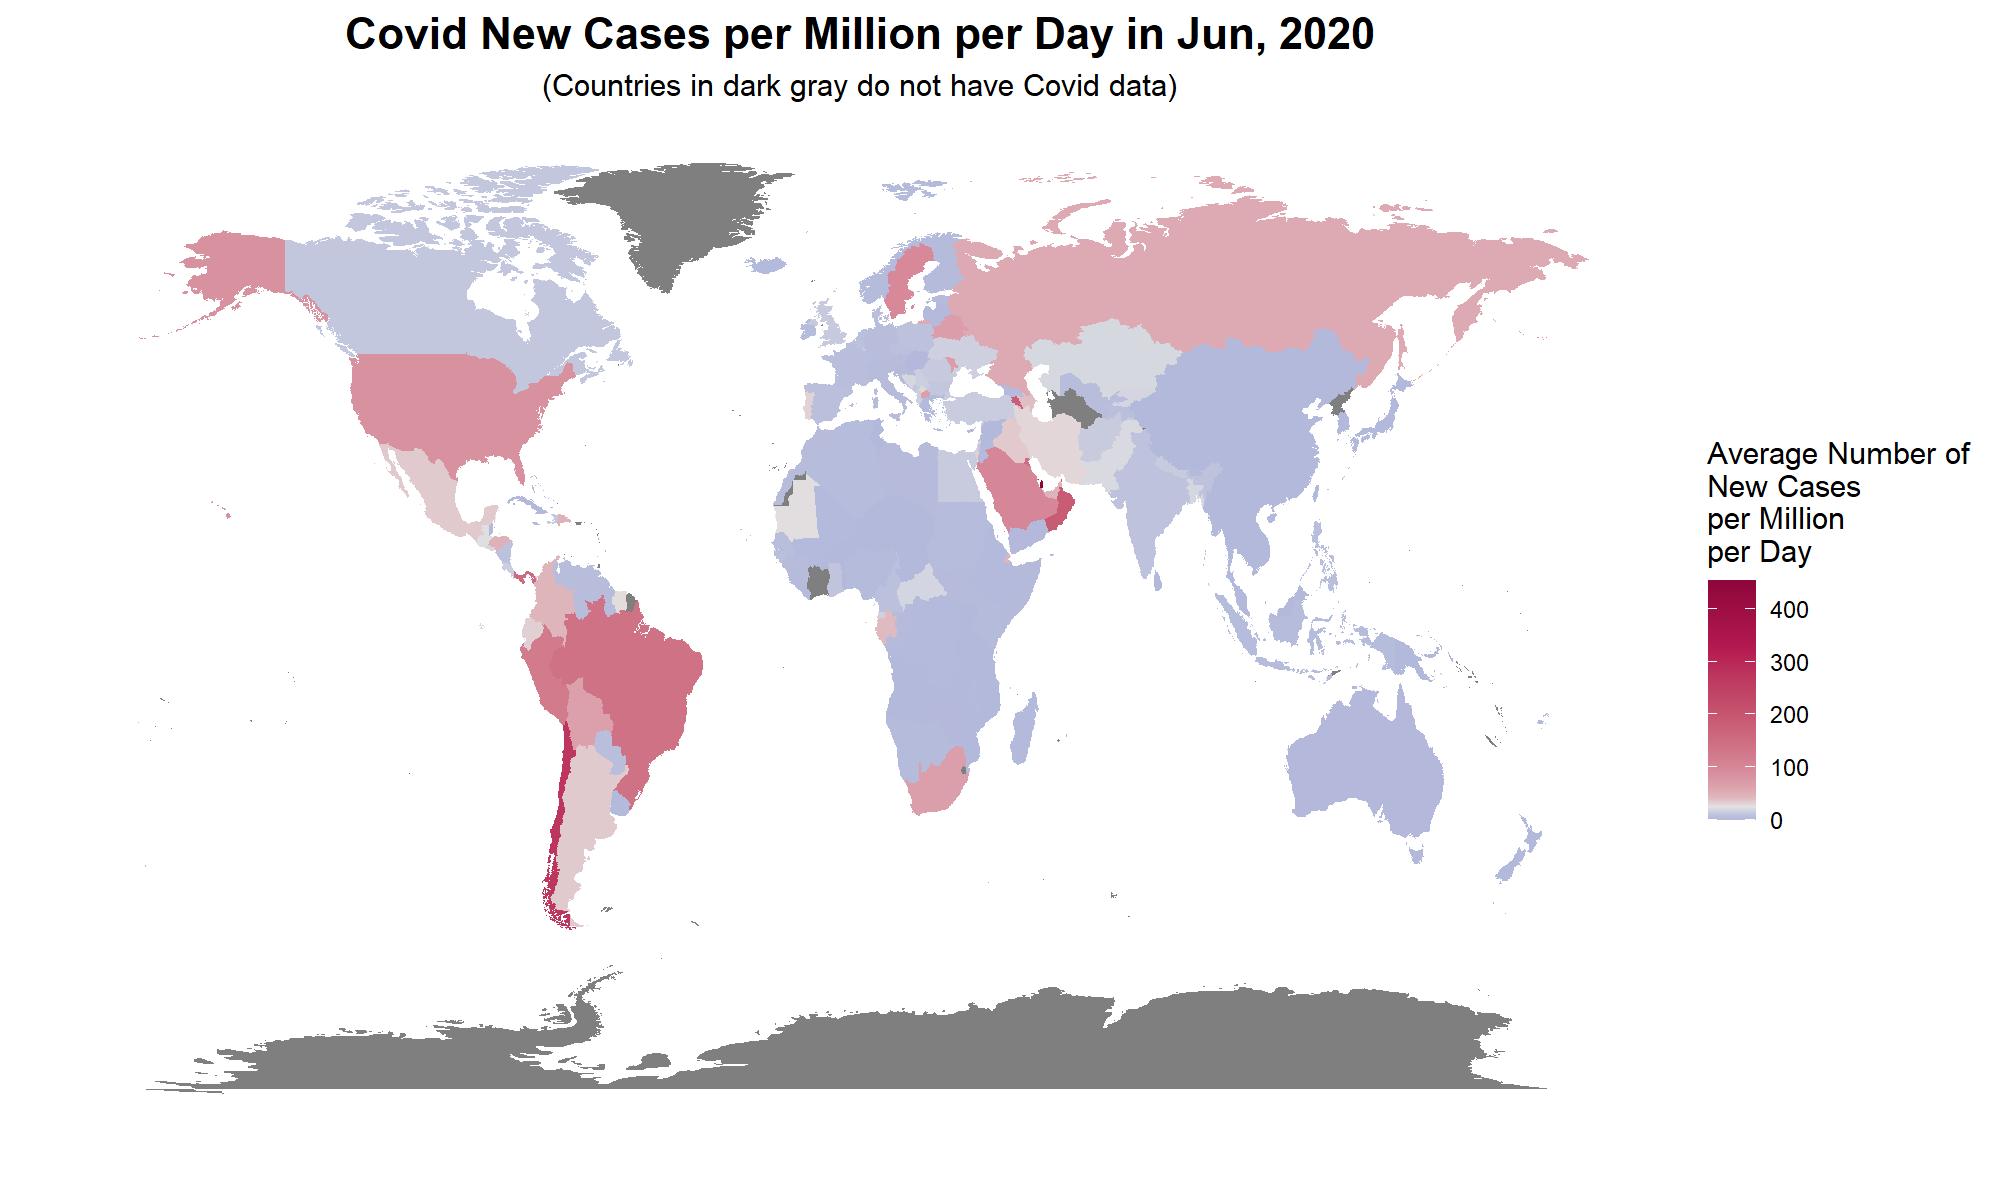 Covid New Cases per Million per Day in Jun, 2020
(Countries in dark gray do not have Covid data)
Average Number of
New Cases
per Million
per Day
400
300
200
100
0